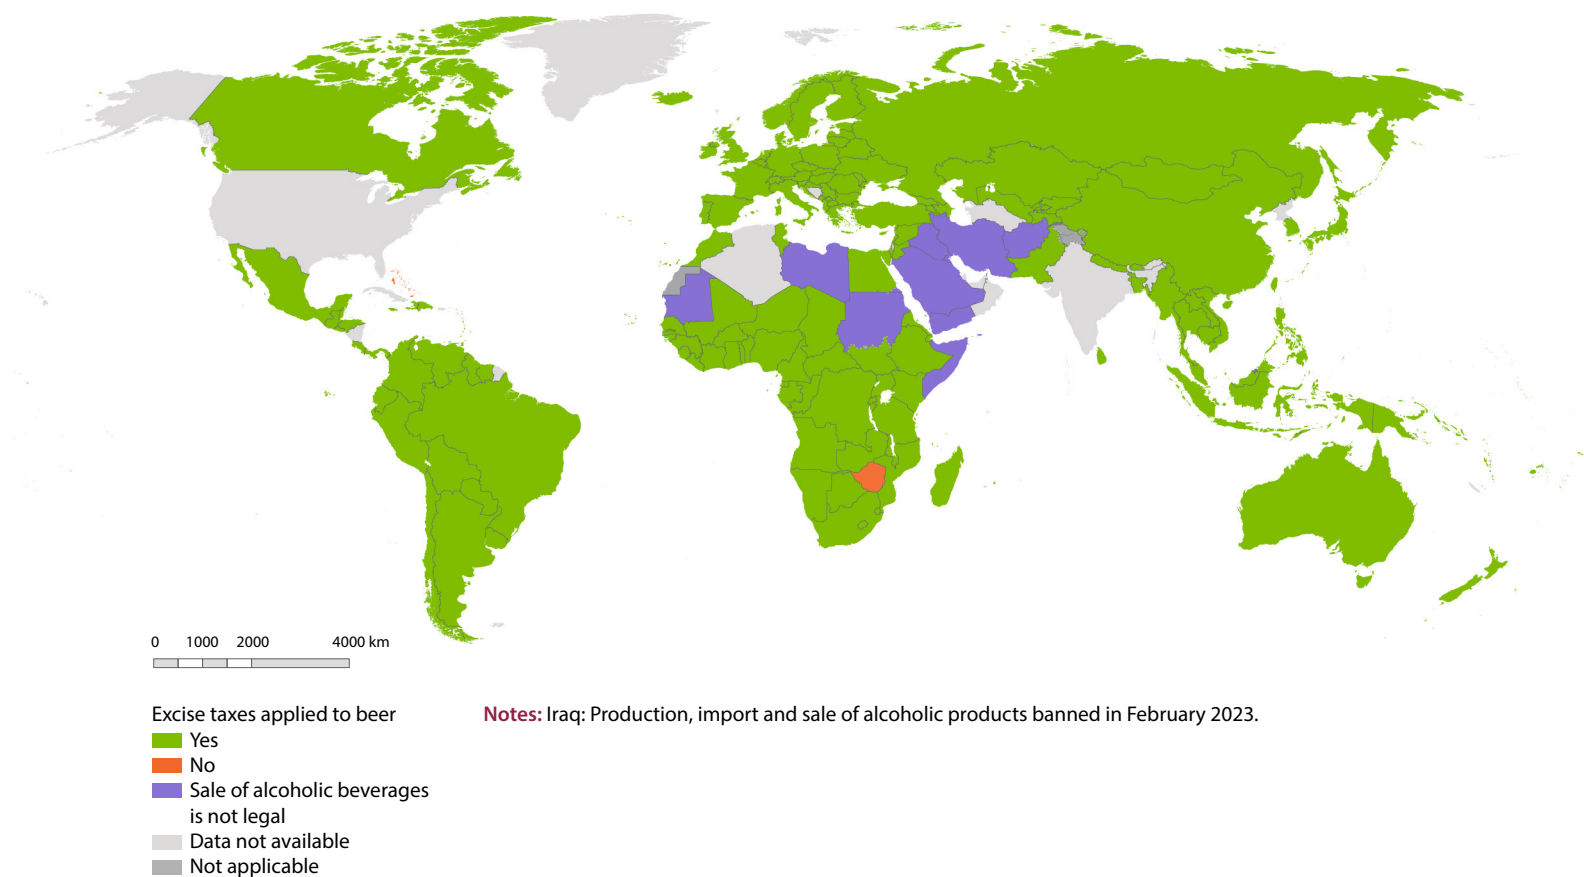 0 1000 2000 4000 km
Excise taxes applied to beer
Yes
No
Sale of alcoholic beverages
is not legal
Data not available
Not applicable
Notes: Iraq: Production, import and sale of alcoholic products banned in February 2023.